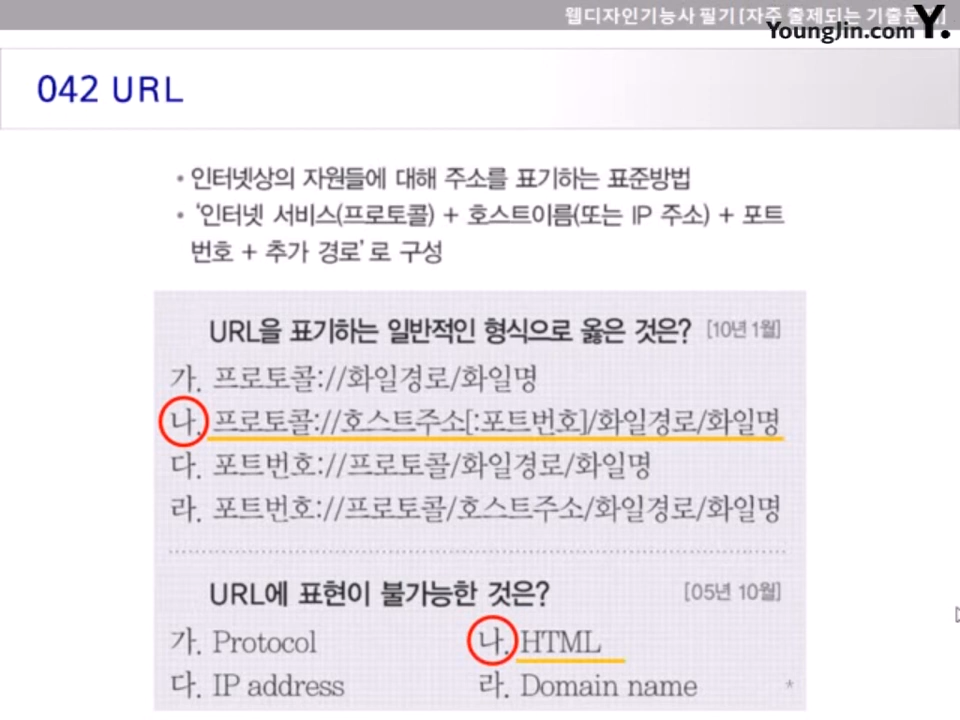 웹디자인기능사 필기 [자주 출제되는 기출문제]
YoungJin.com Y.
042 URL
• 인터넷상의 자원들에 대해 주소를 표기하는 표준방법
• ‘인터넷 서비스(프로토콜) + 호스트이름(또는 IP 주소) + 포트
번호 + 추가 경로’로 구성
URL을 표기하는 일반적인 형식으로 옳은 것은? [10년 1월]
가. 프로토콜://화일경로/화일명
나. 프로토콜://호스트주소[:포트번호]/화일경로/화일명
다. 포트번호://프로토콜/화일경로/화일명
라. 포트번호://프로토콜/호스트주소/화일경로/화일명
URL에 표현이 불가능한 것은? [05년 10월]
가. Protocol 나. HTML
다. IP address 라. Domain name *